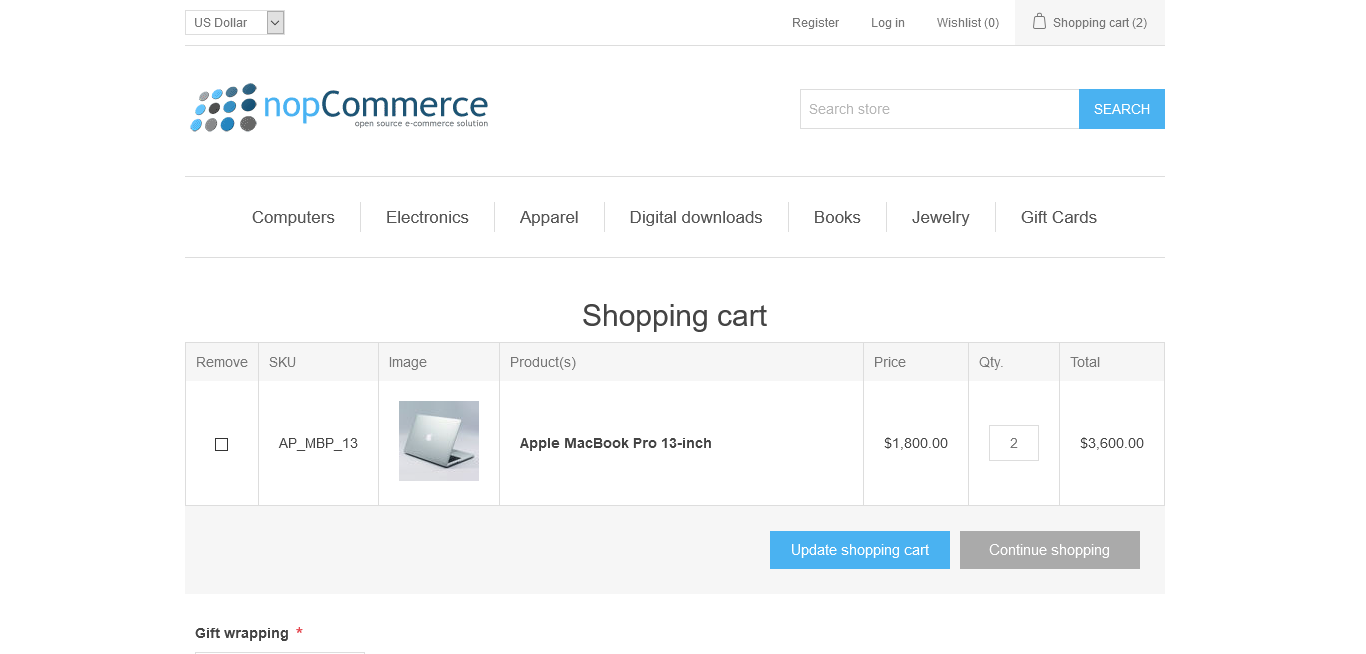 US Dollar Register Log in Wishlist (0) Shopping cart (2)
nopCommerce
open source e-commerce solution
Search store SEARCH
Computers Electronics Apparel Digital downloads Books Jewelry Gift Cards
Shopping cart
Remove SKU Image Product(s) Price Qty. Total
AP_MBP_13 Apple MacBook Pro 13-inch $1,800.00 2 $3,600.00
Update shopping cart Continue shopping
Gift wrapping *